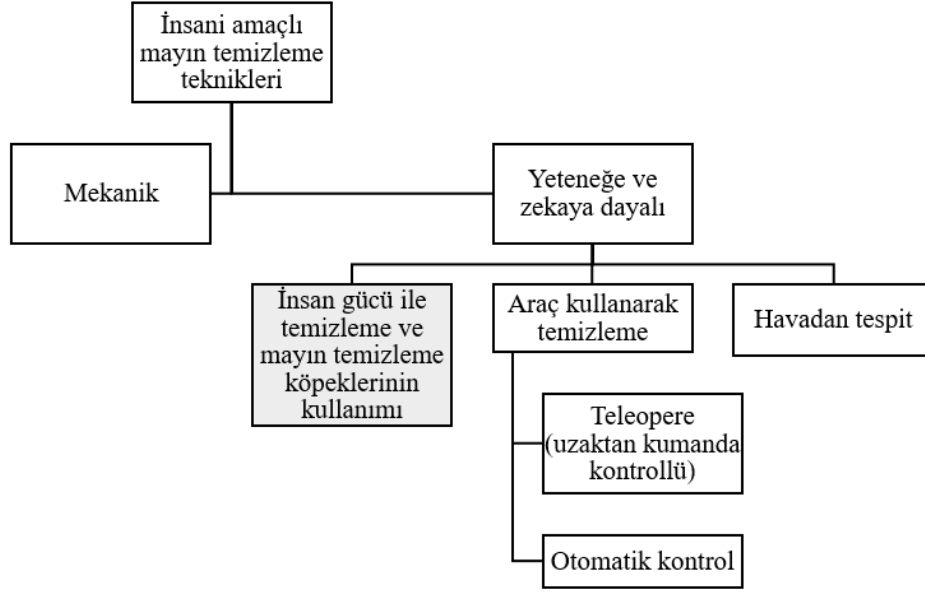 İnsani amaçlı
mayın temizleme
teknikleri
Mekanik
Yeteneğe ve
zekaya dayalı
İnsan gücü ile
temizleme ve
mayın temizleme
köpeklerinin
kullanımı
Araç kullanarak
temizleme
Havadan tespit
Teleopere
(uzaktan kumanda
kontrollü)
Otomatik kontrol